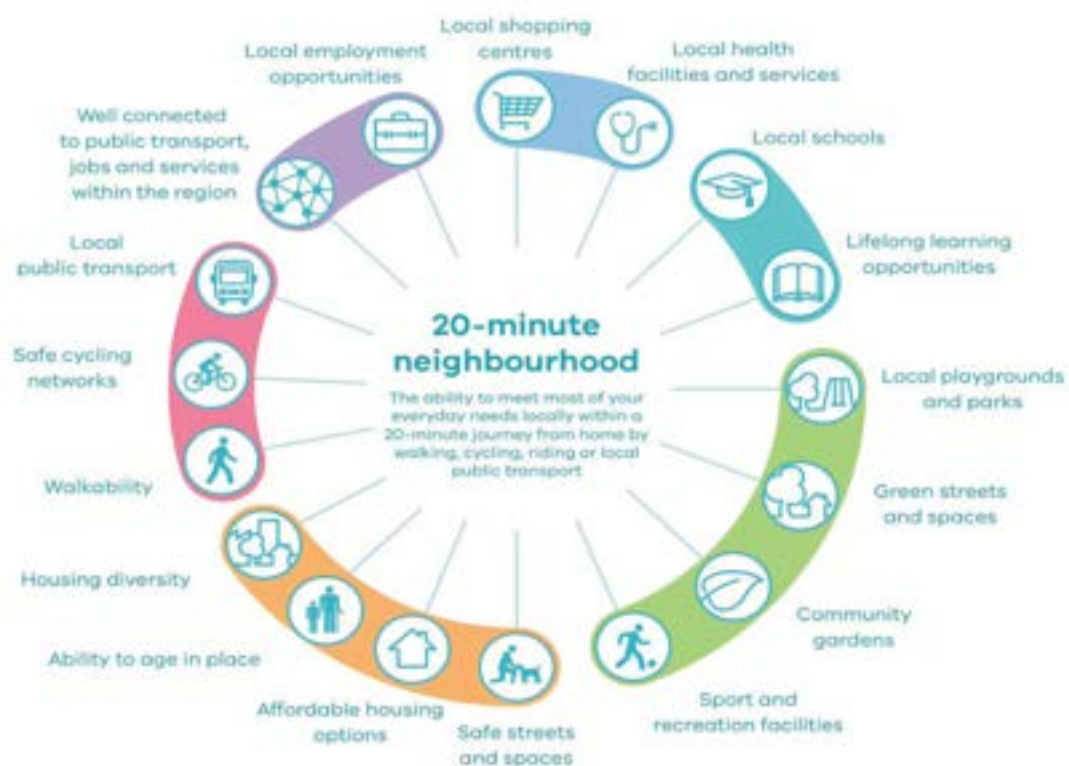 Local shopping
centres
Local health
facilities and services
Local schools
Lifelong learning
opportunities
Local playgrounds
and parks
Green streets
and spaces
Community
gardens
Sport and
recreation facilities
Safe streets
and spaces
Affordable housing
options
Ability to age in place
Housing diversity
Walkability
Safe cycling
networks
Local
public transport
Well connected
to public transport,
jobs and services
within the region
Local employment
opportunities
20-minute
neighbourhood
The ability to meet most of your
everyday needs locally within a
20-minute journey from home by
walking, cycling, riding or local
public transport